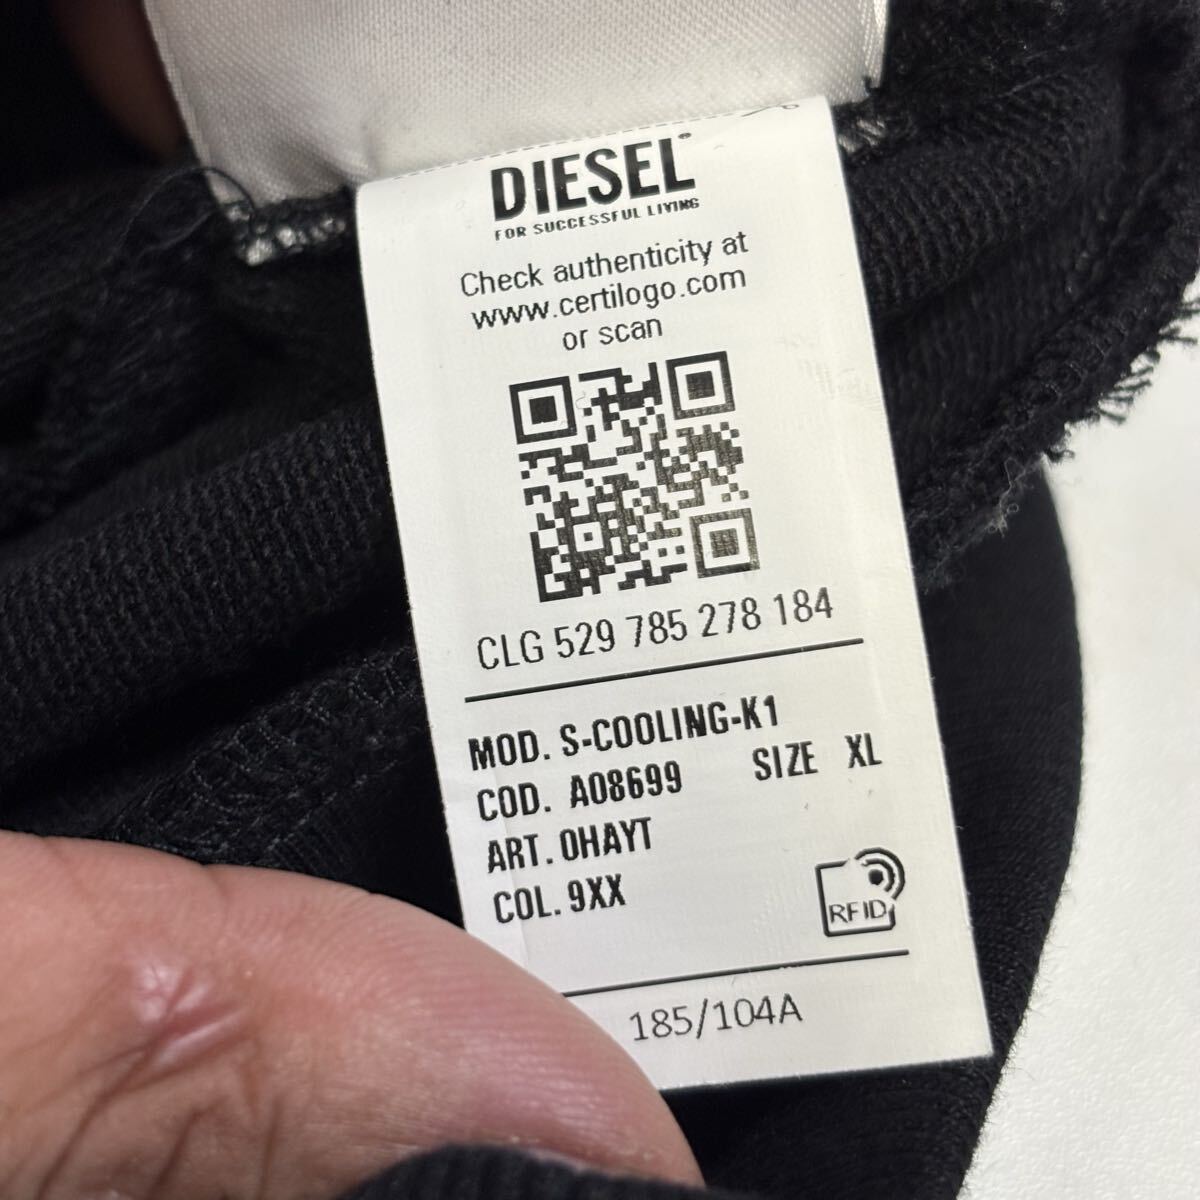 DIESEL
FOR SUCCESSFUL LIVING
Check authenticity at
www.certilogo.com
or scan
CLG 529 785 278 184
MOD. S-COOLING-K1
COD. A08699 SIZE XL
ART. 0HAYT
COL. 9XX
RFID
185/104A